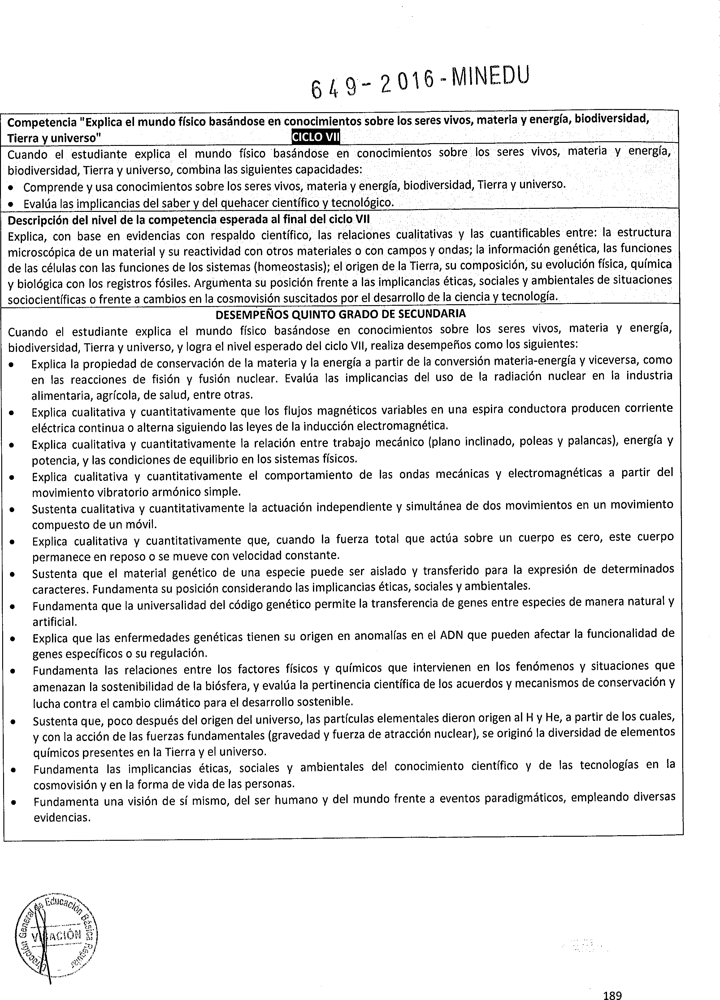 649-2016-MINEDU
Competencia "Explica el mundo físico basándose en conocimientos sobre los seres vivos, materia y energía, biodiversidad,
Tierra y universo" CICLO VII
Cuando el estudiante explica el mundo físico basándose en conocimientos sobre los seres vivos, materia y energía,
biodiversidad, Tierra y universo, combina las siguientes capacidades:
• Comprende y usa conocimientos sobre los seres vivos, materia y energía, biodiversidad, Tierra y universo.
• Evalúa las implicancias del saber y del quehacer científico y tecnológico.
Descripción del nivel de la competencia esperada al final del ciclo VII
Explica, con base en evidencias con respaldo científico, las relaciones cualitativas y las cuantificables entre: la estructura
microscópica de un material y su reactividad con otros materiales o con campos y ondas; la información genética, las funciones
de las células con las funciones de los sistemas (homeostasis); el origen de la Tierra, su composición, su evolución física, química
y biológica con los registros fósiles. Argumenta su posición frente a las implicancias éticas, sociales y ambientales de situaciones
sociocientíficas o frente a cambios en la cosmovisión suscitados por el desarrollo de la ciencia y tecnología.
DESEMPEÑOS QUINTO GRADO DE SECUNDARIA
Cuando el estudiante explica el mundo físico basándose en conocimientos sobre los seres vivos, materia y energía,
biodiversidad, Tierra y universo, y logra el nivel esperado del ciclo VII, realiza desempeños como los siguientes:
• Explica la propiedad de conservación de la materia y la energía a partir de la conversión materia-energía y viceversa, como
en las reacciones de fisión y fusión nuclear. Evalúa las implicancias del uso de la radiación nuclear en la industria
alimentaria, agrícola, de salud, entre otras.
• Explica cualitativa y cuantitativamente que los flujos magnéticos variables en una espira conductora producen corriente
eléctrica continua o alterna siguiendo las leyes de la inducción electromagnética.
• Explica cualitativa y cuantitativamente la relación entre trabajo mecánico (plano inclinado, poleas y palancas), energía y
potencia, y las condiciones de equilibrio en los sistemas físicos.
• Explica cualitativa y cuantitativamente el comportamiento de las ondas mecánicas y electromagnéticas a partir del
movimiento vibratorio armónico simple.
• Sustenta cualitativa y cuantitativamente la actuación independiente y simultánea de dos movimientos en un movimiento
compuesto de un móvil.
• Explica cualitativa y cuantitativamente que, cuando la fuerza total que actúa sobre un cuerpo es cero, este cuerpo
permanece en reposo o se mueve con velocidad constante.
• Sustenta que el material genético de una especie puede ser aislado y transferido para la expresión de determinados
caracteres. Fundamenta su posición considerando las implicancias éticas, sociales y ambientales.
• Fundamenta que la universalidad del código genético permite la transferencia de genes entre especies de manera natural y
artificial.
• Explica que las enfermedades genéticas tienen su origen en anomalías en el ADN que pueden afectar la funcionalidad de
genes específicos o su regulación.
• Fundamenta las relaciones entre los factores físicos y químicos que intervienen en los fenómenos y situaciones que
amenazan la sostenibilidad de la biósfera, y evalúa la pertinencia científica de los acuerdos y mecanismos de conservación y
lucha contra el cambio climático para el desarrollo sostenible.
• Sustenta que, poco después del origen del universo, las partículas elementales dieron origen al H y He, a partir de los cuales,
y con la acción de las fuerzas fundamentales (gravedad y fuerza de atracción nuclear), se originó la diversidad de elementos
químicos presentes en la Tierra y el universo.
• Fundamenta las implicancias éticas, sociales y ambientales del conocimiento científico y de las tecnologías en la
cosmovisión y en la forma de vida de las personas.
• Fundamenta una visión de sí mismo, del ser humano y del mundo frente a eventos paradigmáticos, empleando diversas
evidencias.
Dirección General de Educación Básica Regular
VISACIÓN
189